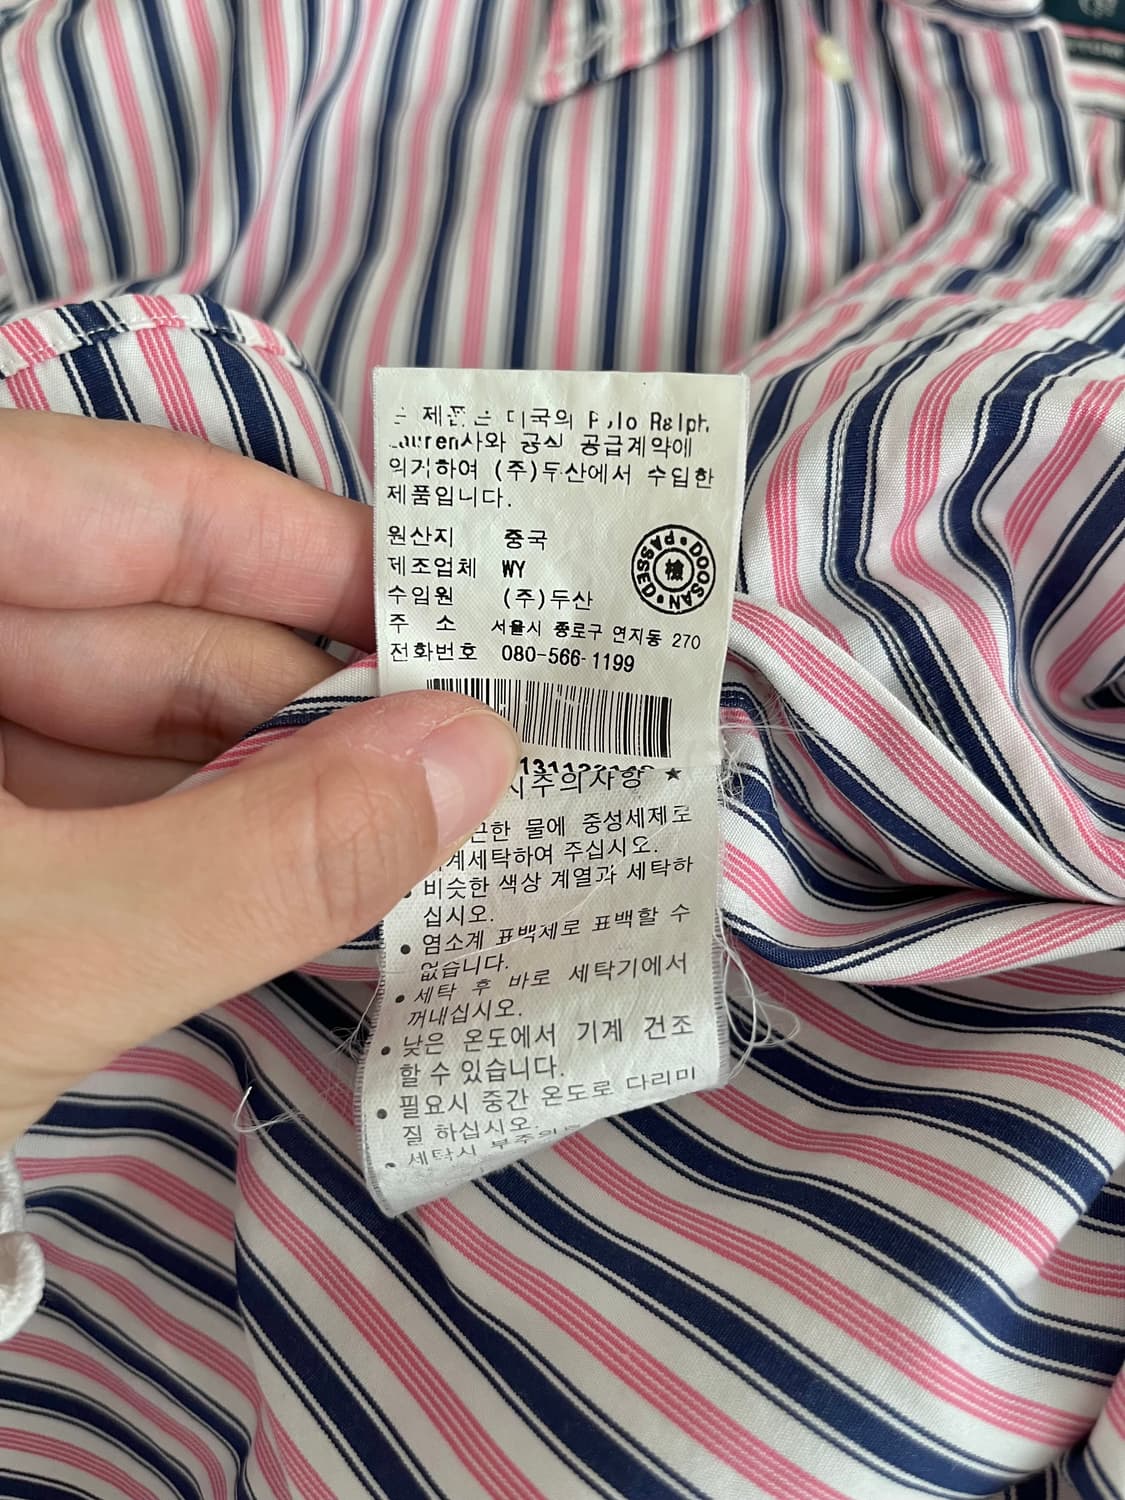 제품은 미국의 Polo Ralph
Lauren사와 공식 공급계약에
의거하여 (주)두산에서 수입한
제품입니다.
원산지 중국
제조업체 WY
수입원 (주)두산
주 소 서울시 종로구 연지동 270
전화번호 080-566-1199
DOOSAN • PASSED •
檢
주의사항 ★
물에 중성세제로
세탁하여 주십시오.
• 비슷한 색상 계열과 세탁하
십시오.
• 염소계 표백제로 표백할 수
없습니다.
• 세탁 후 바로 세탁기에서
꺼내십시오.
• 낮은 온도에서 기계 건조
할 수 있습니다.
• 필요시 중간 온도로 다리미
질 하십시오.
• 세탁시